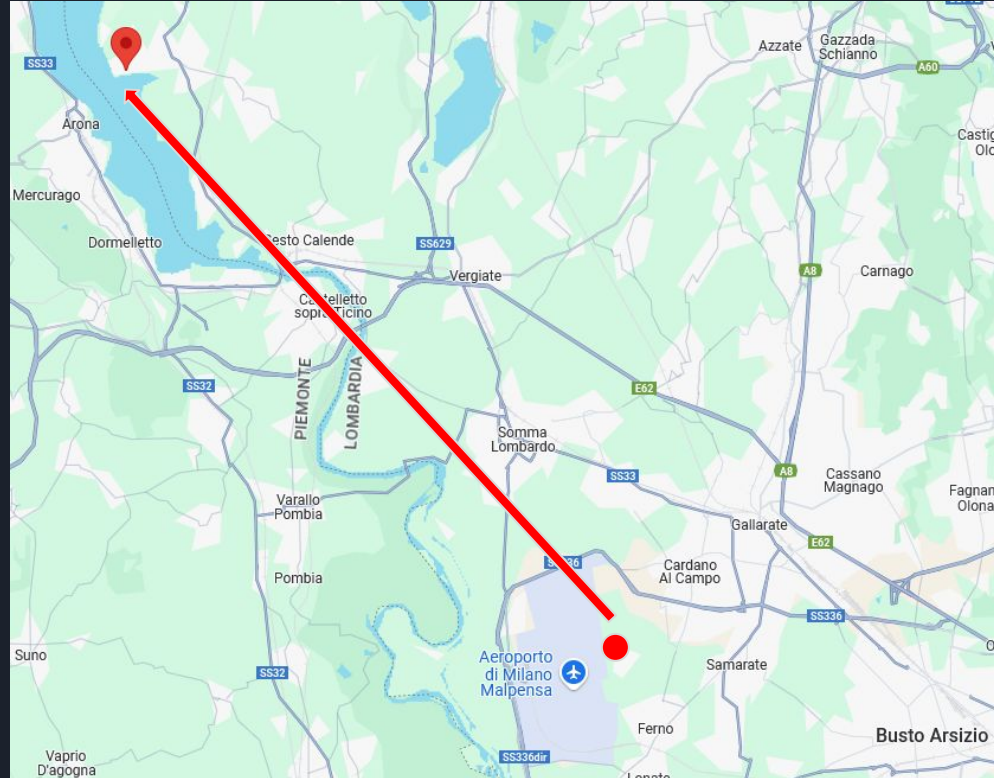 Azzate
Gazzada
Schianno
SS33
A60
Arona
Castig
Olo
Mercurago
Dormelletto
Sesto Calende
SS629
A8
Carnago
Vergiate
Castelletto
sopra Ticino
PIEMONTE
LOMBARDIA
SS32
E62
Somma
Lombardo
SS33
A8
Cassano
Magnago
Varallo
Pombia
Fagnan
Olona
Gallarate
E62
Pombia
SS336
Cardano
Al Campo
SS336
Suno
SS32
Aeroporto
di Milano
Malpensa
Samarate
Ferno
Busto Arsizio
Vaprio
D'agogna
SS336dir